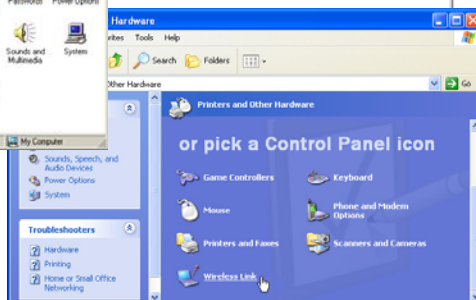 Passwords Power Options
Hardware
rites Tools Help
Search Folders
Sounds and
Multimedia
System
Other Hardware
Go
Printers and Other Hardware
My Computer
or pick a Control Panel icon
Sounds, Speech, and
Audio Devices
Power Options
System
Game Controllers
Keyboard
Mouse
Phone and Modem
Options
Troubleshooters
Hardware
Printing
Home or Small Office
Networking
Printers and Faxes
Scanners and Cameras
Wireless Link